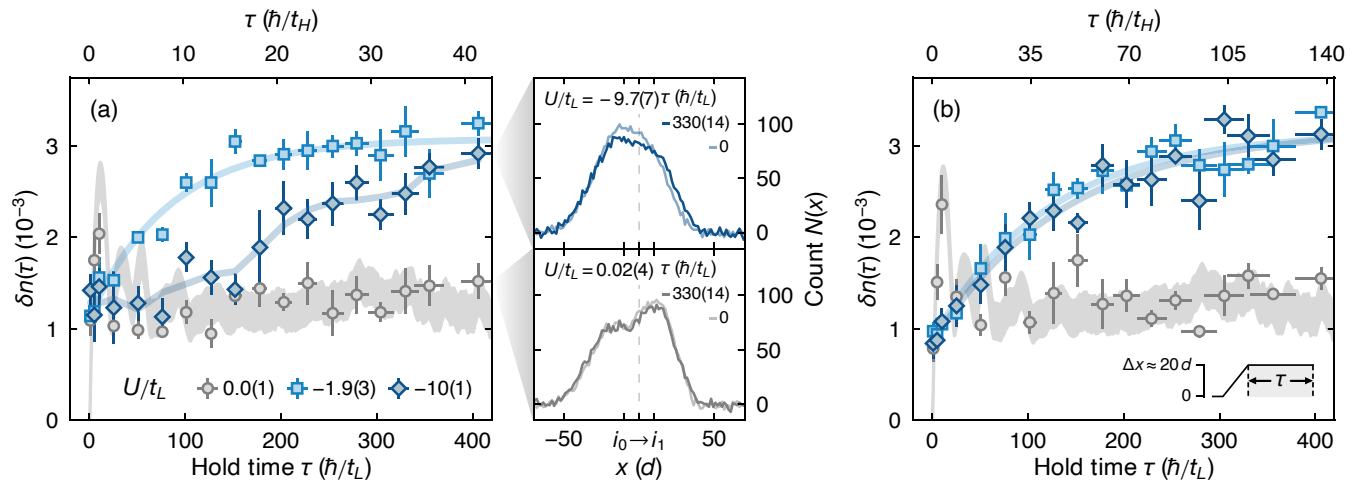 τ (ħ/t_H)
0 10 20 30 40
(a)
δn(τ) (10⁻³)
3
2
1
0
U/t_L 0.0(1) −1.9(3) −10(1)
0 100 200 300 400
Hold time τ (ħ/t_L)
U/t_L = −9.7(7) τ (ħ/t_L)
330(14)
0
100
50
0
U/t_L = 0.02(4) τ (ħ/t_L)
330(14)
0
100
50
0
Count N(x)
−50 i₀→i₁ 50
x (d)
τ (ħ/t_H)
0 35 70 105 140
(b)
δn(τ) (10⁻³)
3
2
1
0
Δx ≈ 20 d
0
τ
0 100 200 300 400
Hold time τ (ħ/t_L)